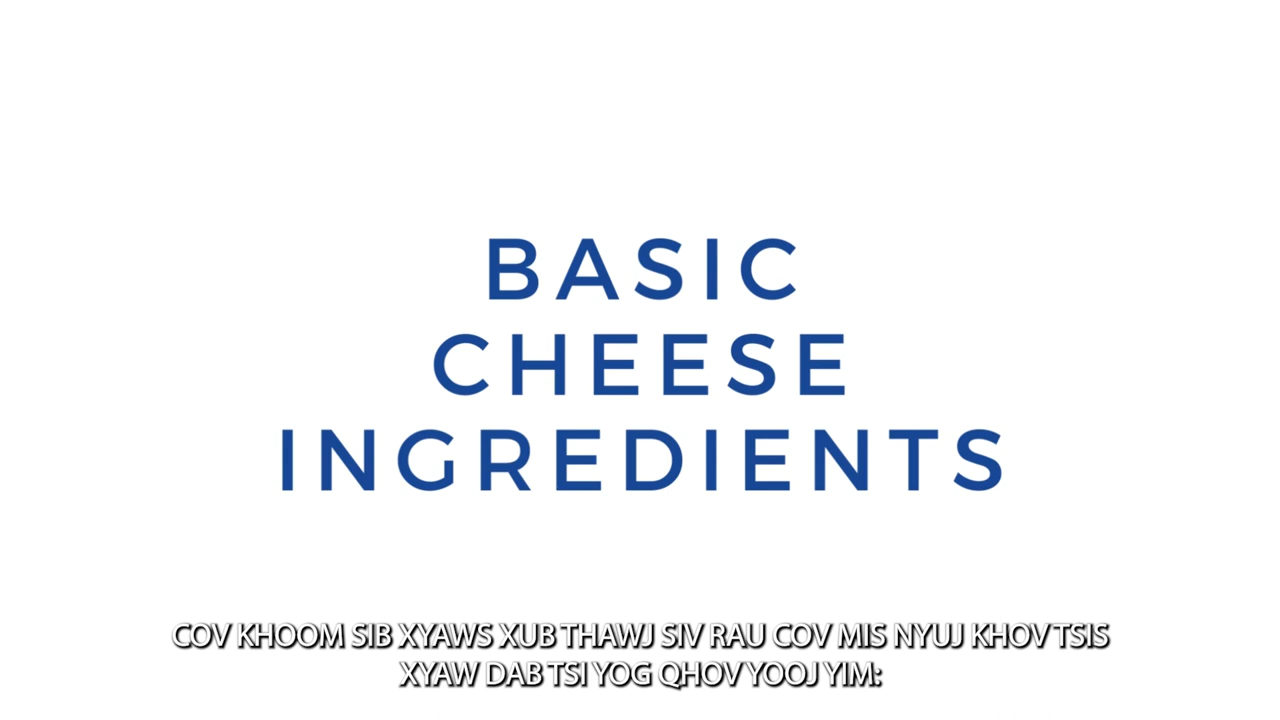 BASIC
CHEESE
INGREDIENTS
COV KHOOM SIB XYAWS XUB THAWJ SIV RAU COV MIS NYUJ KHOV TSIS
XYAW DAB TSI YOG QHOV YOOJ YIM: